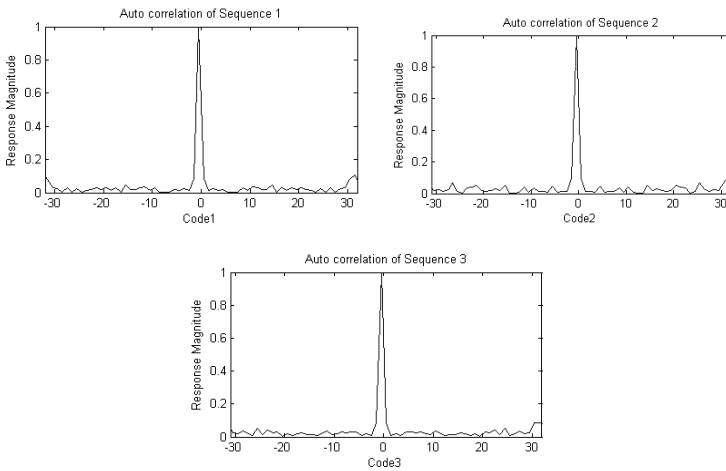 Auto correlation of Sequence 1
Response Magnitude
1
0.8
0.6
0.4
0.2
0
-30 -20 -10 0 10 20 30
Code1
Auto correlation of Sequence 2
Response Magnitude
1
0.8
0.6
0.4
0.2
0
-30 -20 -10 0 10 20 30
Code2
Auto correlation of Sequence 3
Response Magnitude
1
0.8
0.6
0.4
0.2
0
-30 -20 -10 0 10 20 30
Code3